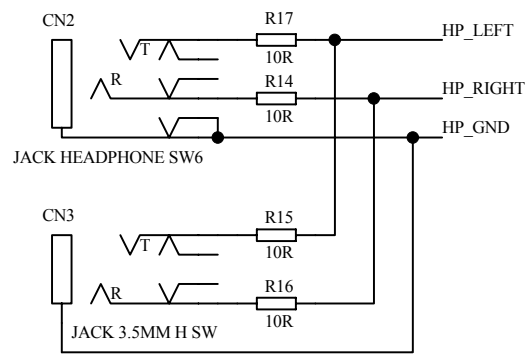 CN2
R17
HP_LEFT
T
10R
R14
HP_RIGHT
R
10R
HP_GND
JACK HEADPHONE SW6
CN3
R15
T
10R
R16
R
10R
JACK 3.5MM H SW